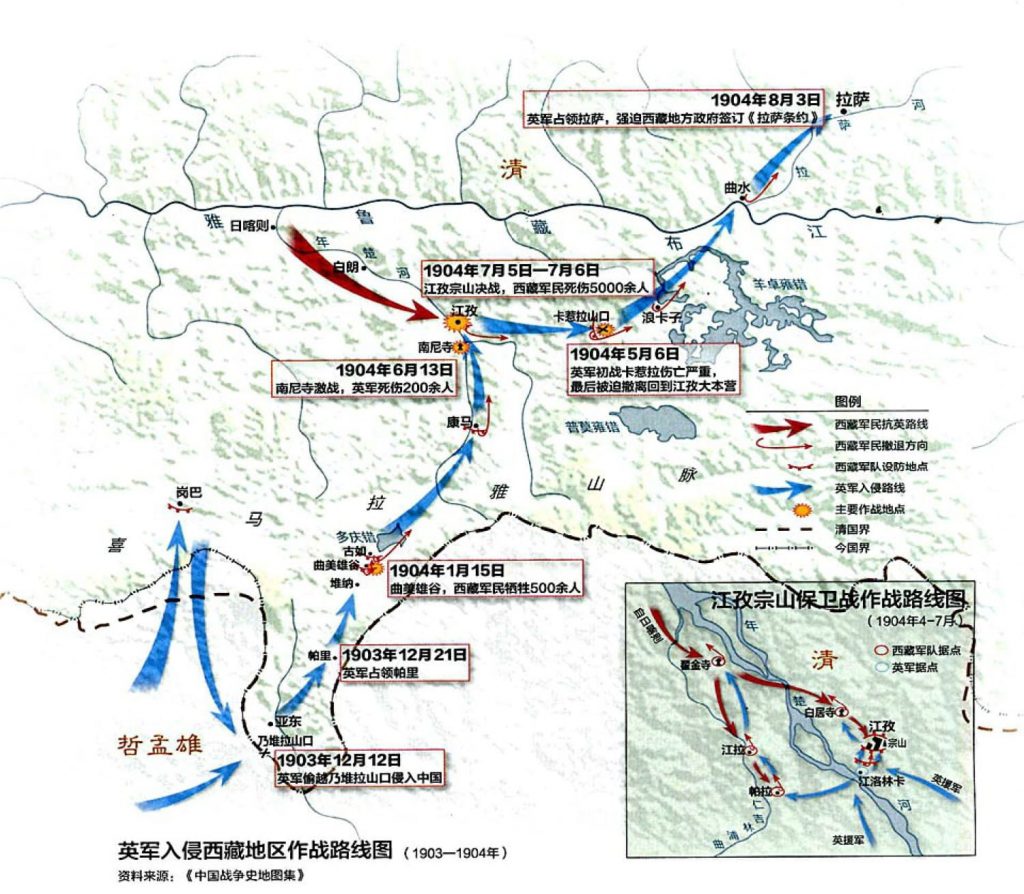 1904年8月3日
英军占领拉萨，强迫西藏地方政府签订《拉萨条约》
拉萨
河
萨
拉
曲水
清
雅
鲁
藏
布
江
日喀则
年
楚
河
白朗
1904年7月5日—7月6日
江孜宗山决战，西藏军民死伤5000余人
羊卓雍错
江孜
卡惹拉山口
浪卡子
南尼寺
1904年6月13日
南尼寺激战，英军死伤200余人
1904年5月6日
英军初战卡惹拉伤亡严重，
最后被迫撤离回到江孜大本营
康马
普莫雍错
图例
西藏军民抗英路线
西藏军民撤退方向
西藏军队设防地点
英军入侵路线
主要作战地点
清国界
今国界
岗巴
喜
马
拉
雅
山
脉
多庆错
古如
曲美雄谷
堆纳
1904年1月15日
曲美雄谷，西藏军民牺牲500余人
帕里
1903年12月21日
英军占领帕里
亚东
乃堆拉山口
哲孟雄
1903年12月12日
英军偷越乃堆拉山口侵入中国
江孜宗山保卫战作战路线图
（1904年4-7月）
自日喀则
年
清
西藏军队据点
英军据点
翟金寺
楚
白居寺
江孜
宗山
江拉
帕拉
江洛林卡
英援军
仁
吉
林
浦
曲
河
英援军
英军入侵西藏地区作战路线图（1903—1904年）
资料来源：《中国战争史地图集》